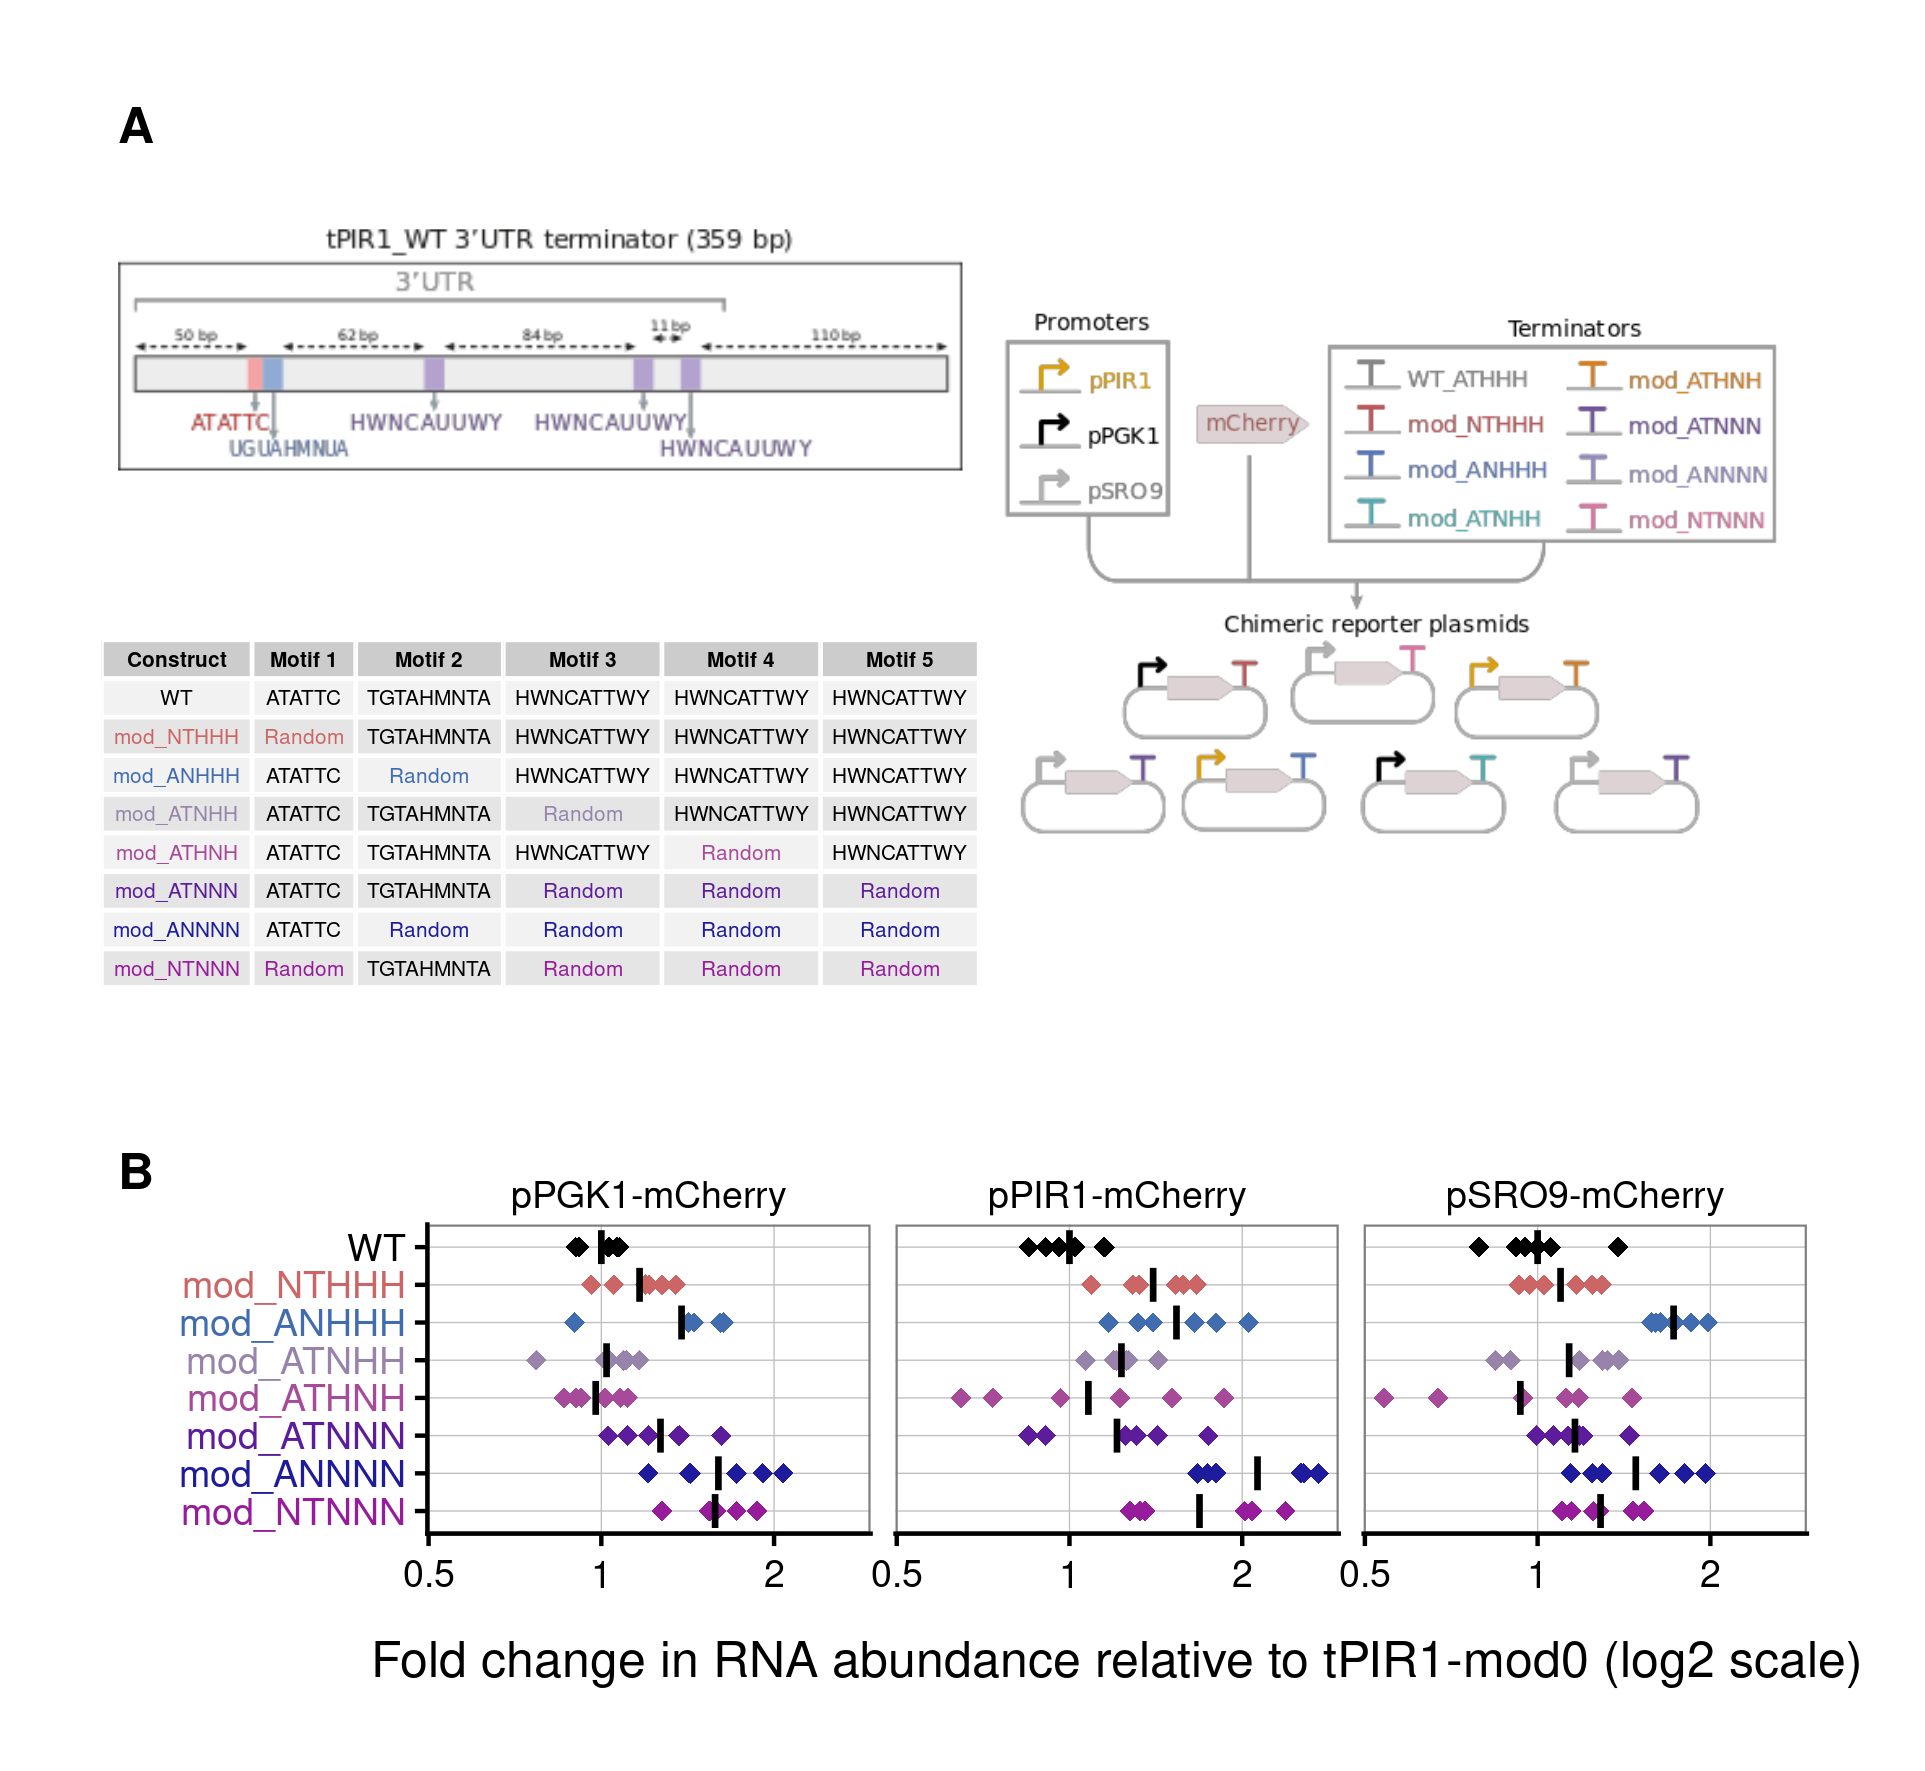 A
tPIR1_WT 3’UTR terminator (359 bp)
3’UTR
50 bp
62 bp
84 bp
11 bp
110 bp
ATATTC
HWNCAUUWY
HWNCAUUWY
UGUAHMNUA
HWNCAUUWY
Promoters
pPIR1
pPGK1
pSRO9
mCherry
Terminators
WT_ATHHH
mod_ATHNH
mod_NTHHH
mod_ATNNN
mod_ANHHH
mod_ANNNN
mod_ATNHH
mod_NTNNN
Chimeric reporter plasmids
Construct Motif 1 Motif 2 Motif 3 Motif 4 Motif 5
WT ATATTC TGTAHMNTA HWNCATTWY HWNCATTWY HWNCATTWY
mod_NTHHH Random TGTAHMNTA HWNCATTWY HWNCATTWY HWNCATTWY
mod_ANHHH ATATTC Random HWNCATTWY HWNCATTWY HWNCATTWY
mod_ATNHH ATATTC TGTAHMNTA Random HWNCATTWY HWNCATTWY
mod_ATHNH ATATTC TGTAHMNTA HWNCATTWY Random HWNCATTWY
mod_ATNNN ATATTC TGTAHMNTA Random Random Random
mod_ANNNN ATATTC Random Random Random Random
mod_NTNNN Random TGTAHMNTA Random Random Random
B
pPGK1-mCherry pPIR1-mCherry pSRO9-mCherry
WT
mod_NTHHH
mod_ANHHH
mod_ATNHH
mod_ATHNH
mod_ATNNN
mod_ANNNN
mod_NTNNN
0.5 1 2 0.5 1 2 0.5 1 2
Fold change in RNA abundance relative to tPIR1-mod0 (log2 scale)